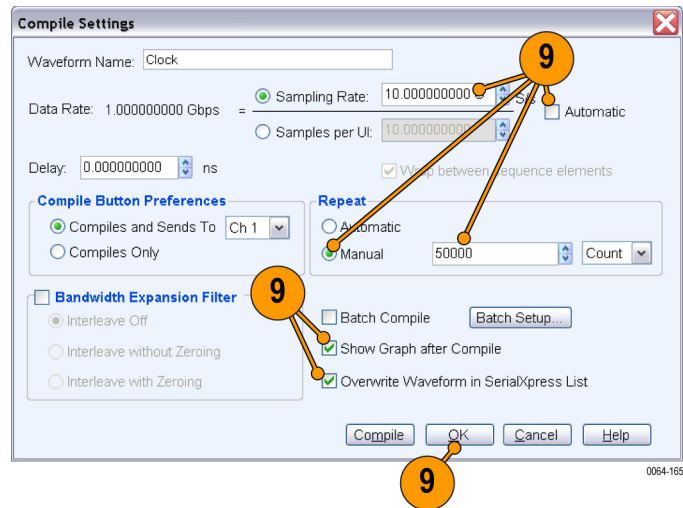 Compile Settings
Waveform Name: Clock
9
Data Rate: 1.000000000 Gbps =
Sampling Rate: 10.000000000 S/s
Automatic
Samples per UI: 10.000000000
Delay: 0.000000000 ns
Wrap between sequence elements
Compile Button Preferences
Compiles and Sends To Ch 1
Compiles Only
Repeat
Automatic
Manual 50000 Count
Bandwidth Expansion Filter
9
Interleave Off
Interleave without Zeroing
Interleave with Zeroing
Batch Compile Batch Setup...
Show Graph after Compile
Overwrite Waveform in SerialXpress List
Compile OK Cancel Help
9
0064-165